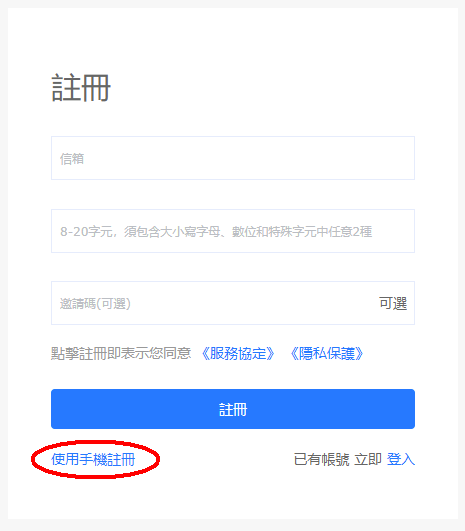 註冊
信箱
8-20字元，須包含大小寫字母、數位和特殊字元中任意2種
邀請碼(可選) 可選
點擊註冊即表示您同意 《服務協定》 《隱私保護》
註冊
使用手機註冊 已有帳號 立即 登入